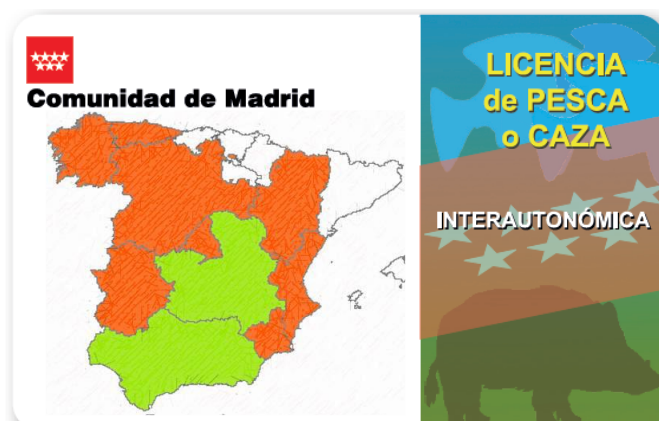 Comunidad de Madrid
LICENCIA
de PESCA
o CAZA
INTERAUTONÓMICA